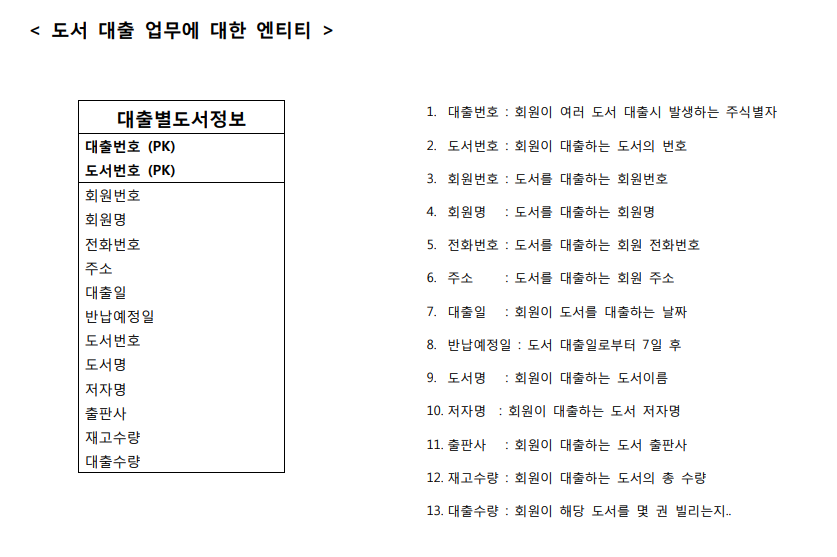 < 도서 대출 업무에 대한 엔티티 >
대출별도서정보
대출번호 (PK)
도서번호 (PK)
회원번호
회원명
전화번호
주소
대출일
반납예정일
도서번호
도서명
저자명
출판사
재고수량
대출수량
1. 대출번호 : 회원이 여러 도서 대출시 발생하는 주식별자
2. 도서번호 : 회원이 대출하는 도서의 번호
3. 회원번호 : 도서를 대출하는 회원번호
4. 회원명 : 도서를 대출하는 회원명
5. 전화번호 : 도서를 대출하는 회원 전화번호
6. 주소 : 도서를 대출하는 회원 주소
7. 대출일 : 회원이 도서를 대출하는 날짜
8. 반납예정일 : 도서 대출일로부터 7일 후
9. 도서명 : 회원이 대출하는 도서이름
10. 저자명 : 회원이 대출하는 도서 저자명
11. 출판사 : 회원이 대출하는 도서 출판사
12. 재고수량 : 회원이 대출하는 도서의 총 수량
13. 대출수량 : 회원이 해당 도서를 몇 권 빌리는지..